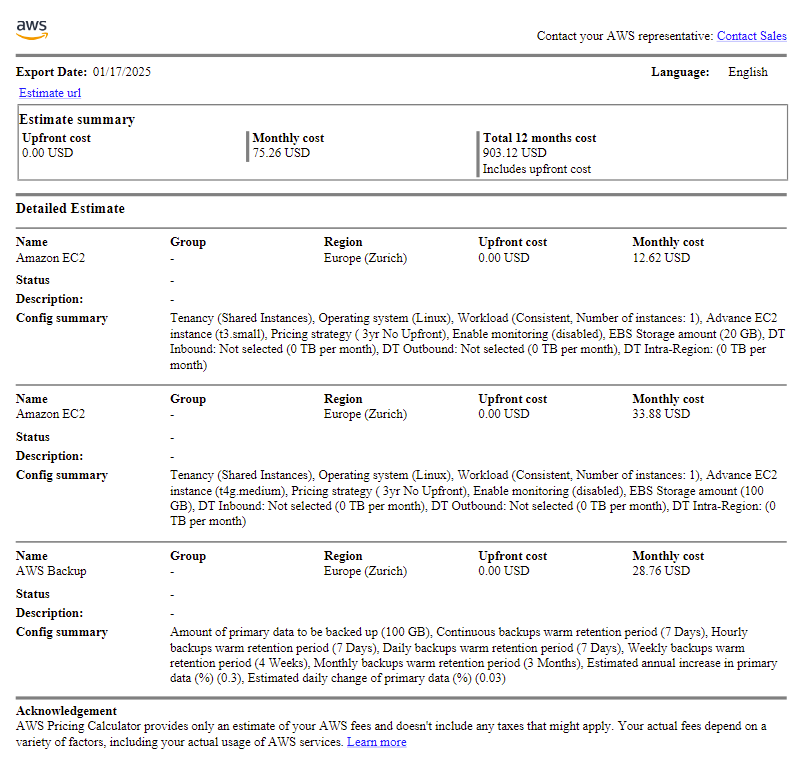 aws
Contact your AWS representative: Contact Sales
Export Date: 01/17/2025 Language: English
Estimate url
Estimate summary
Upfront cost Monthly cost Total 12 months cost
0.00 USD 75.26 USD 903.12 USD
Includes upfront cost
Detailed Estimate
Name Group Region Upfront cost Monthly cost
Amazon EC2 - Europe (Zurich) 0.00 USD 12.62 USD
Status -
Description: -
Config summary Tenancy (Shared Instances), Operating system (Linux), Workload (Consistent, Number of instances: 1), Advance EC2
instance (t3.small), Pricing strategy ( 3yr No Upfront), Enable monitoring (disabled), EBS Storage amount (20 GB), DT
Inbound: Not selected (0 TB per month), DT Outbound: Not selected (0 TB per month), DT Intra-Region: (0 TB per
month)
Name Group Region Upfront cost Monthly cost
Amazon EC2 - Europe (Zurich) 0.00 USD 33.88 USD
Status -
Description: -
Config summary Tenancy (Shared Instances), Operating system (Linux), Workload (Consistent, Number of instances: 1), Advance EC2
instance (t4g.medium), Pricing strategy ( 3yr No Upfront), Enable monitoring (disabled), EBS Storage amount (100
GB), DT Inbound: Not selected (0 TB per month), DT Outbound: Not selected (0 TB per month), DT Intra-Region: (0
TB per month)
Name Group Region Upfront cost Monthly cost
AWS Backup - Europe (Zurich) 0.00 USD 28.76 USD
Status -
Description: -
Config summary Amount of primary data to be backed up (100 GB), Continuous backups warm retention period (7 Days), Hourly
backups warm retention period (7 Days), Daily backups warm retention period (7 Days), Weekly backups warm
retention period (4 Weeks), Monthly backups warm retention period (3 Months), Estimated annual increase in primary
data (%) (0.3), Estimated daily change of primary data (%) (0.03)
Acknowledgement
AWS Pricing Calculator provides only an estimate of your AWS fees and doesn't include any taxes that might apply. Your actual fees depend on a
variety of factors, including your actual usage of AWS services. Learn more